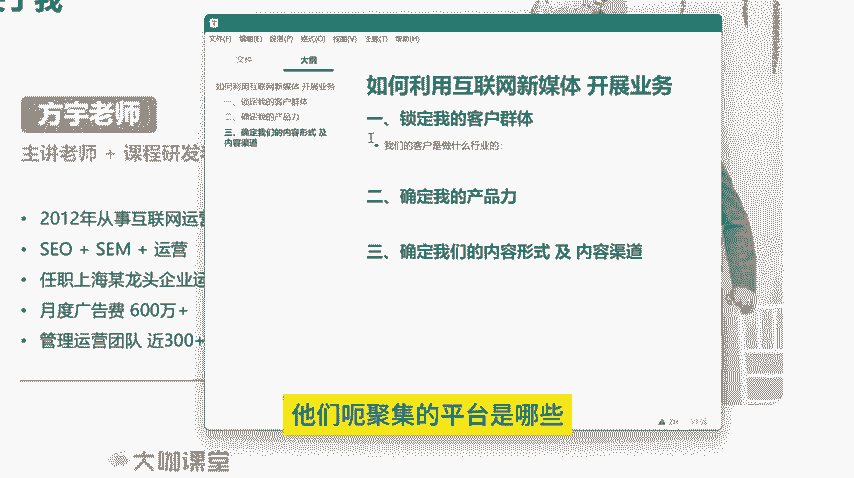 了我
方宇老师
主讲老师 + 课程研发
• 2012年从事互联网运营
• SEO + SEM + 运营
• 任职上海某龙头企业运
• 月度广告费 600万+
• 管理运营团队 近300+
文件(F) 编辑(E) 段落(P) 格式(O) 视图(V) 主题(T) 帮助(H)
文件 大纲
如何利用互联网新媒体 开展业务
一、锁定我的客户群体
二、确定我的产品力
三、确定我们的内容形式 及
内容渠道
如何利用互联网新媒体 开展业务
一、锁定我的客户群体
• 我们的客户是做什么行业的:
二、确定我的产品力
三、确定我们的内容形式 及 内容渠道
他们呃聚集的平台是哪些
大咖课堂